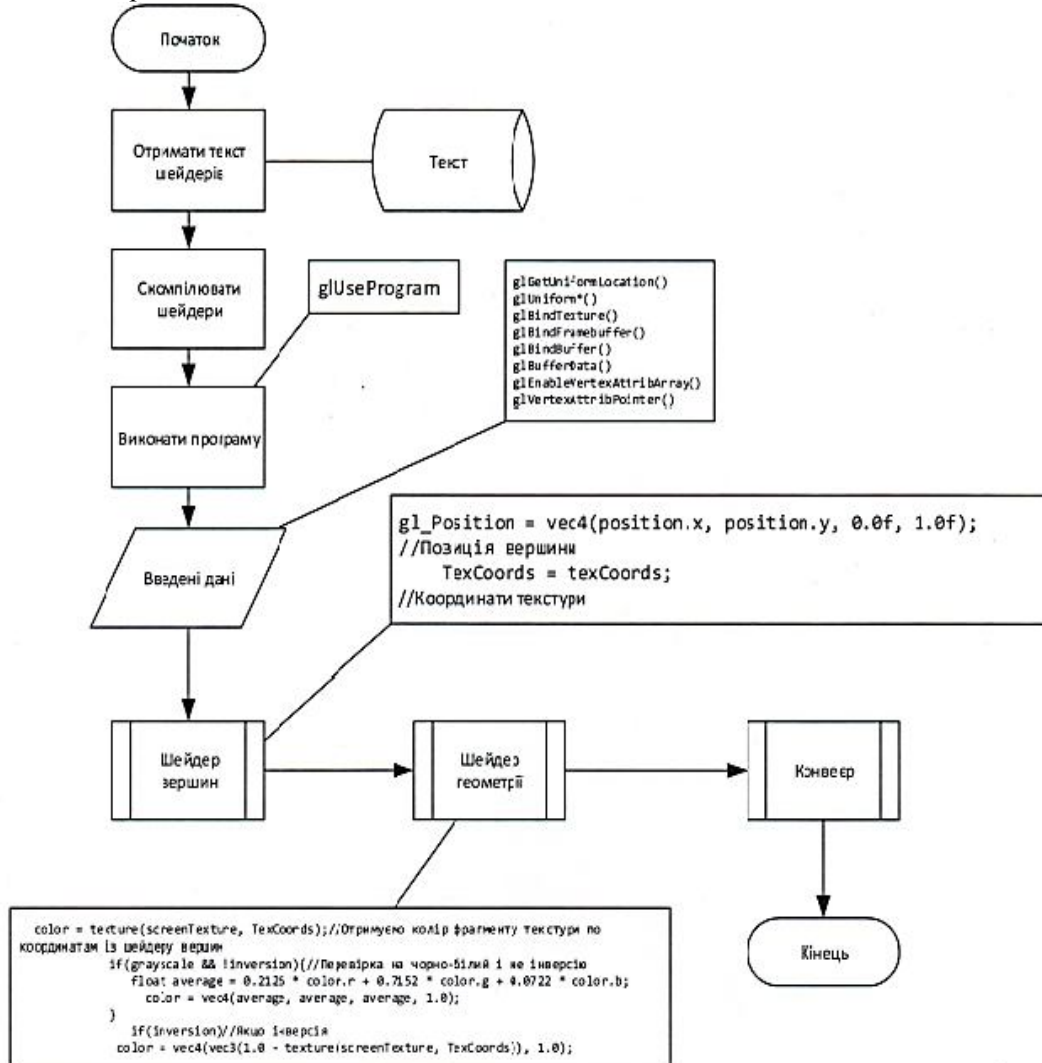 Початок
Отримати текст
шейдеріє
Текст
Скомпілювати
шейдери
glUseProgram
glGetUniformLocation()
glUniform*()
glBindTexture()
glBindFramebuffer()
glBindBuffer()
glBufferData()
glEnableVertexAttribArray()
glVertexAttribPointer()
Виконати програму
Введені дані
gl_Position = vec4(position.x, position.y, 0.0f, 1.0f);
//Позиція вершини
TexCoords = texCoords;
//Координати текстури
Шейдер
вершин
Шейдер
геометрії
Конвеєр
color = texture(screenTexture, TexCoords);//Отримуємо колір фрагменту текстури по
координатам із шейдеру вершин
if(grayscale && !inversion){//Перевірка на чорно-білий і не інверсію
float average = 0.2126 * color.r + 0.7152 * color.g + 0.0722 * color.b;
color = vec4(average, average, average, 1.0);
}
if(inversion)//Якщо інверсія
color = vec4(vec3(1.0 - texture(screenTexture, TexCoords)), 1.0);
Кінець